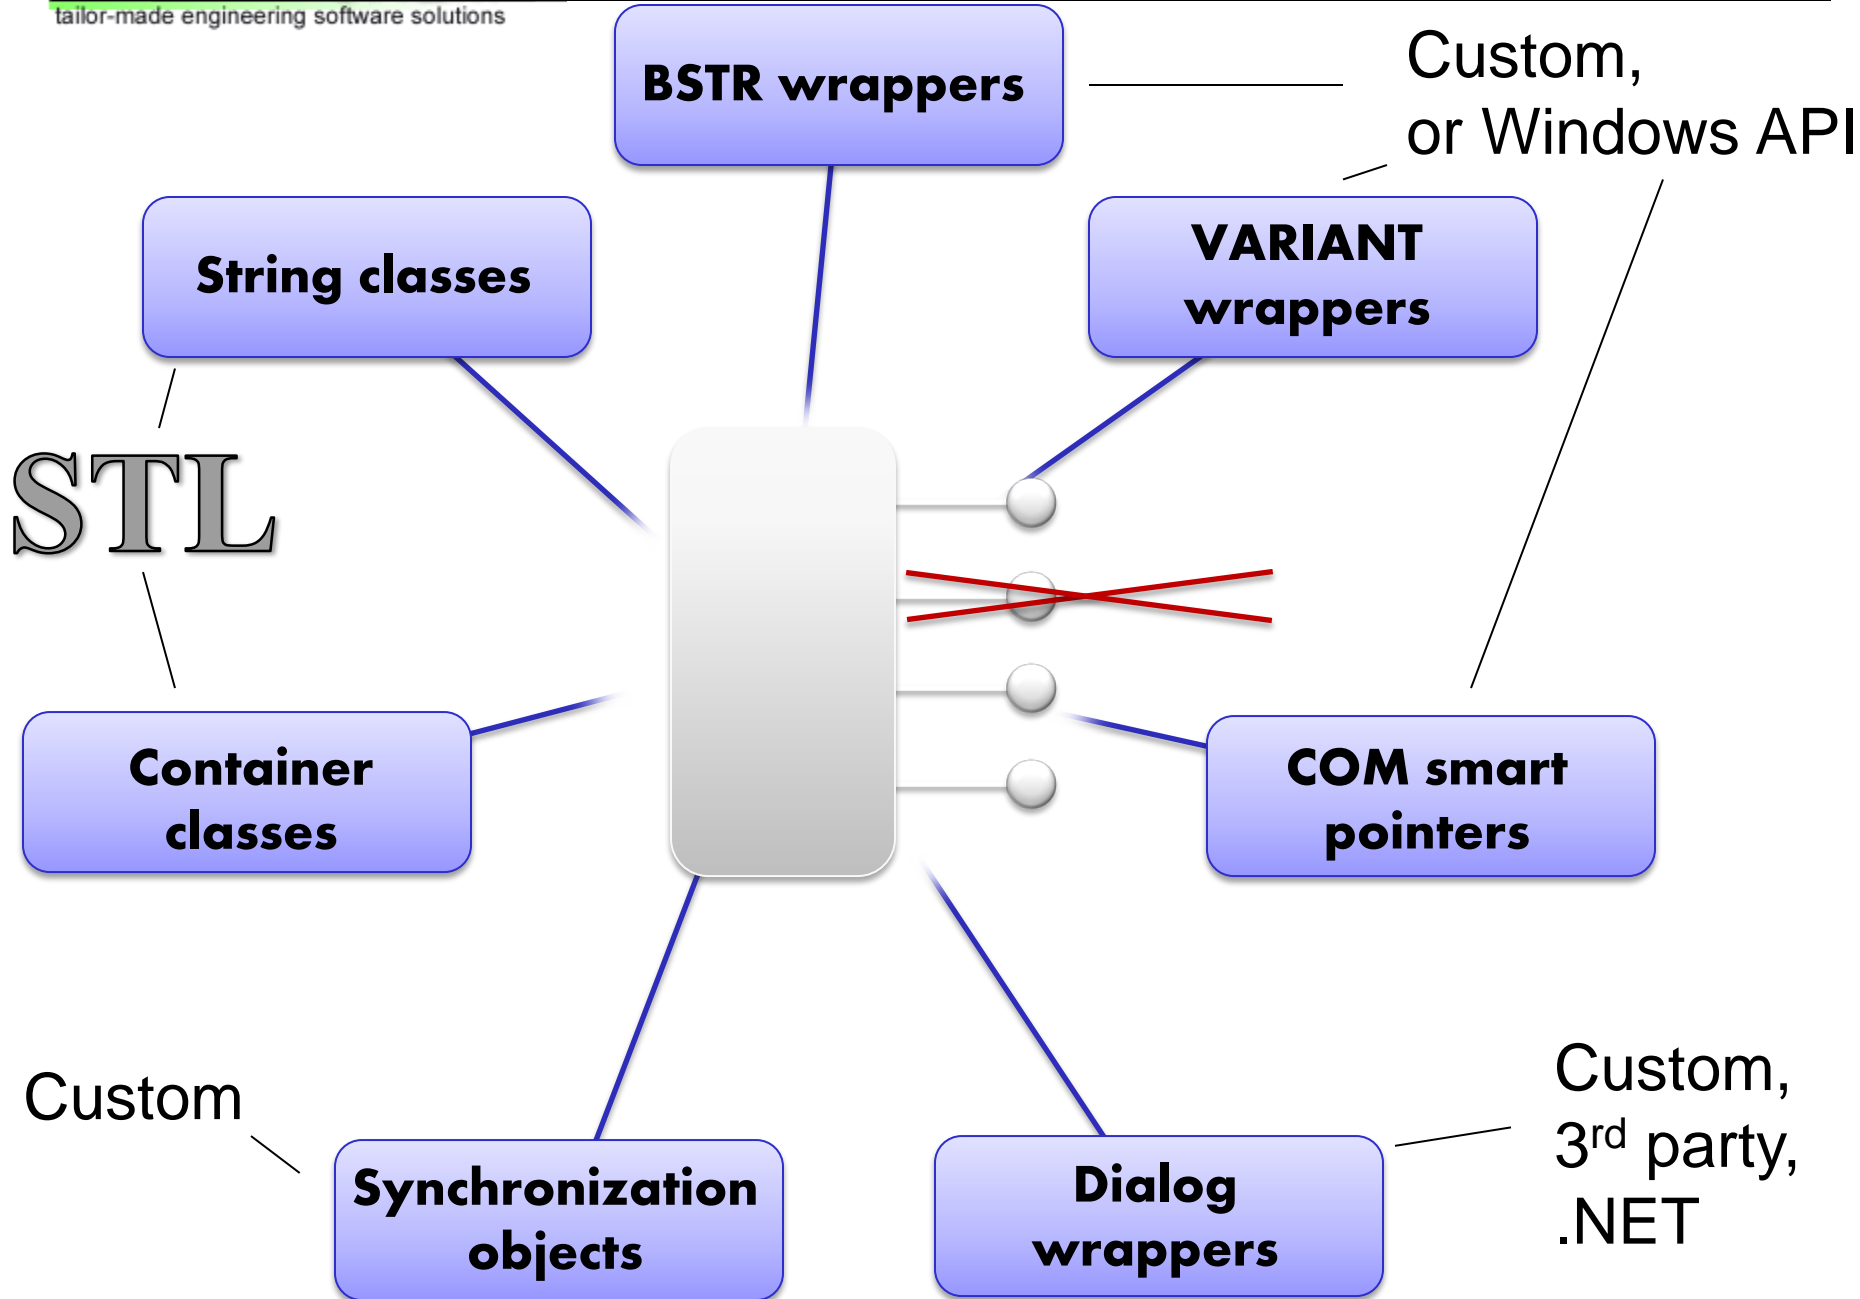 tailor-made engineering software solutions
BSTR wrappers
Custom,
or Windows API
String classes
VARIANT
wrappers
STL
Container
classes
COM smart
pointers
Custom
Synchronization
objects
Dialog
wrappers
Custom,
3rd party,
.NET